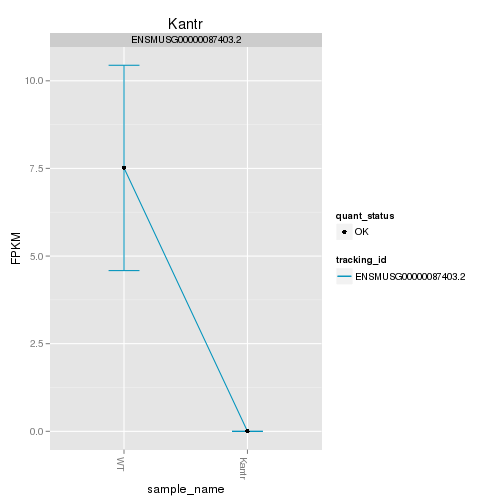 Kantr
ENSMUSG00000087403.2
10.0
7.5
5.0
2.5
0.0
FPKM
WT
Kantr
sample_name
quant_status
OK
tracking_id
ENSMUSG00000087403.2